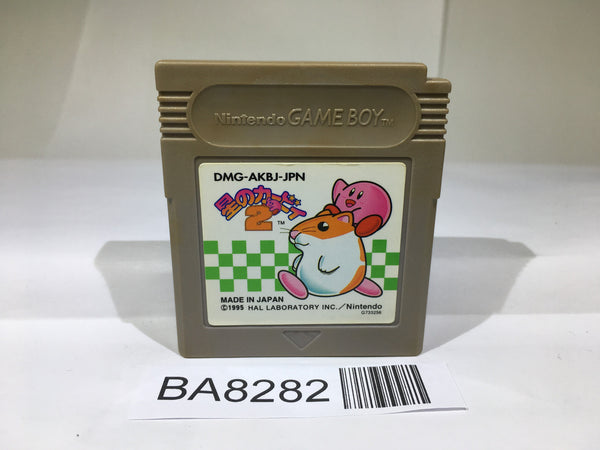 Nintendo GAME BOY TM
DMG-AKBJ-JPN
星のカービィ
2 TM
MADE IN JAPAN
©1995 HAL LABORATORY INC.／Nintendo
G733256
BA8282